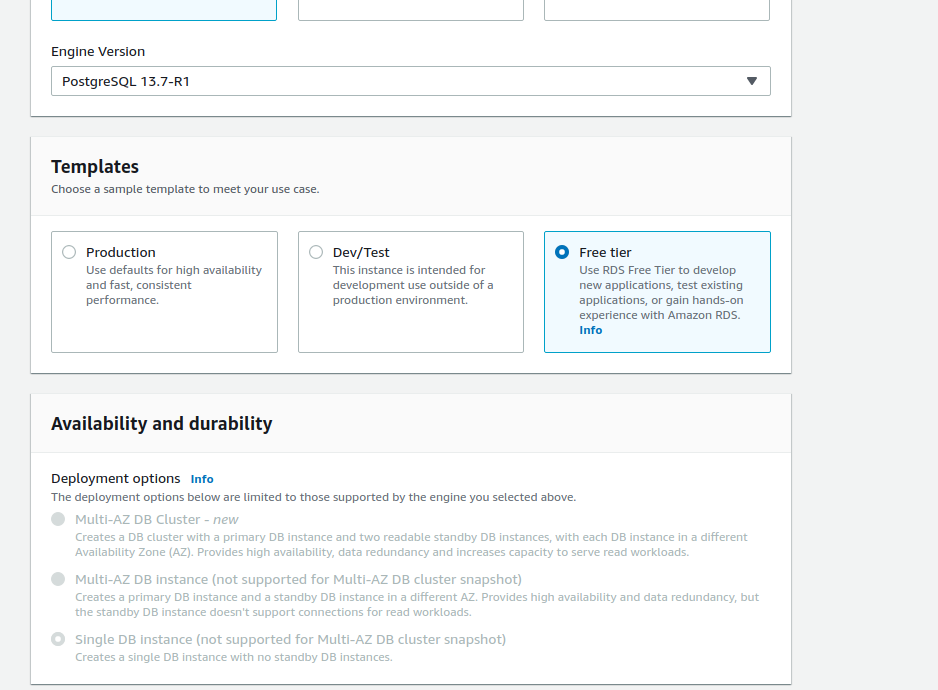 Engine Version
PostgreSQL 13.7-R1
Templates
Choose a sample template to meet your use case.
Production
Use defaults for high availability
and fast, consistent
performance.
Dev/Test
This instance is intended for
development use outside of a
production environment.
Free tier
Use RDS Free Tier to develop
new applications, test existing
applications, or gain hands-on
experience with Amazon RDS.
Info
Availability and durability
Deployment options Info
The deployment options below are limited to those supported by the engine you selected above.
Multi-AZ DB Cluster - new
Creates a DB cluster with a primary DB instance and two readable standby DB instances, with each DB instance in a different
Availability Zone (AZ). Provides high availability, data redundancy and increases capacity to serve read workloads.
Multi-AZ DB instance (not supported for Multi-AZ DB cluster snapshot)
Creates a primary DB instance and a standby DB instance in a different AZ. Provides high availability and data redundancy, but
the standby DB instance doesn't support connections for read workloads.
Single DB instance (not supported for Multi-AZ DB cluster snapshot)
Creates a single DB instance with no standby DB instances.